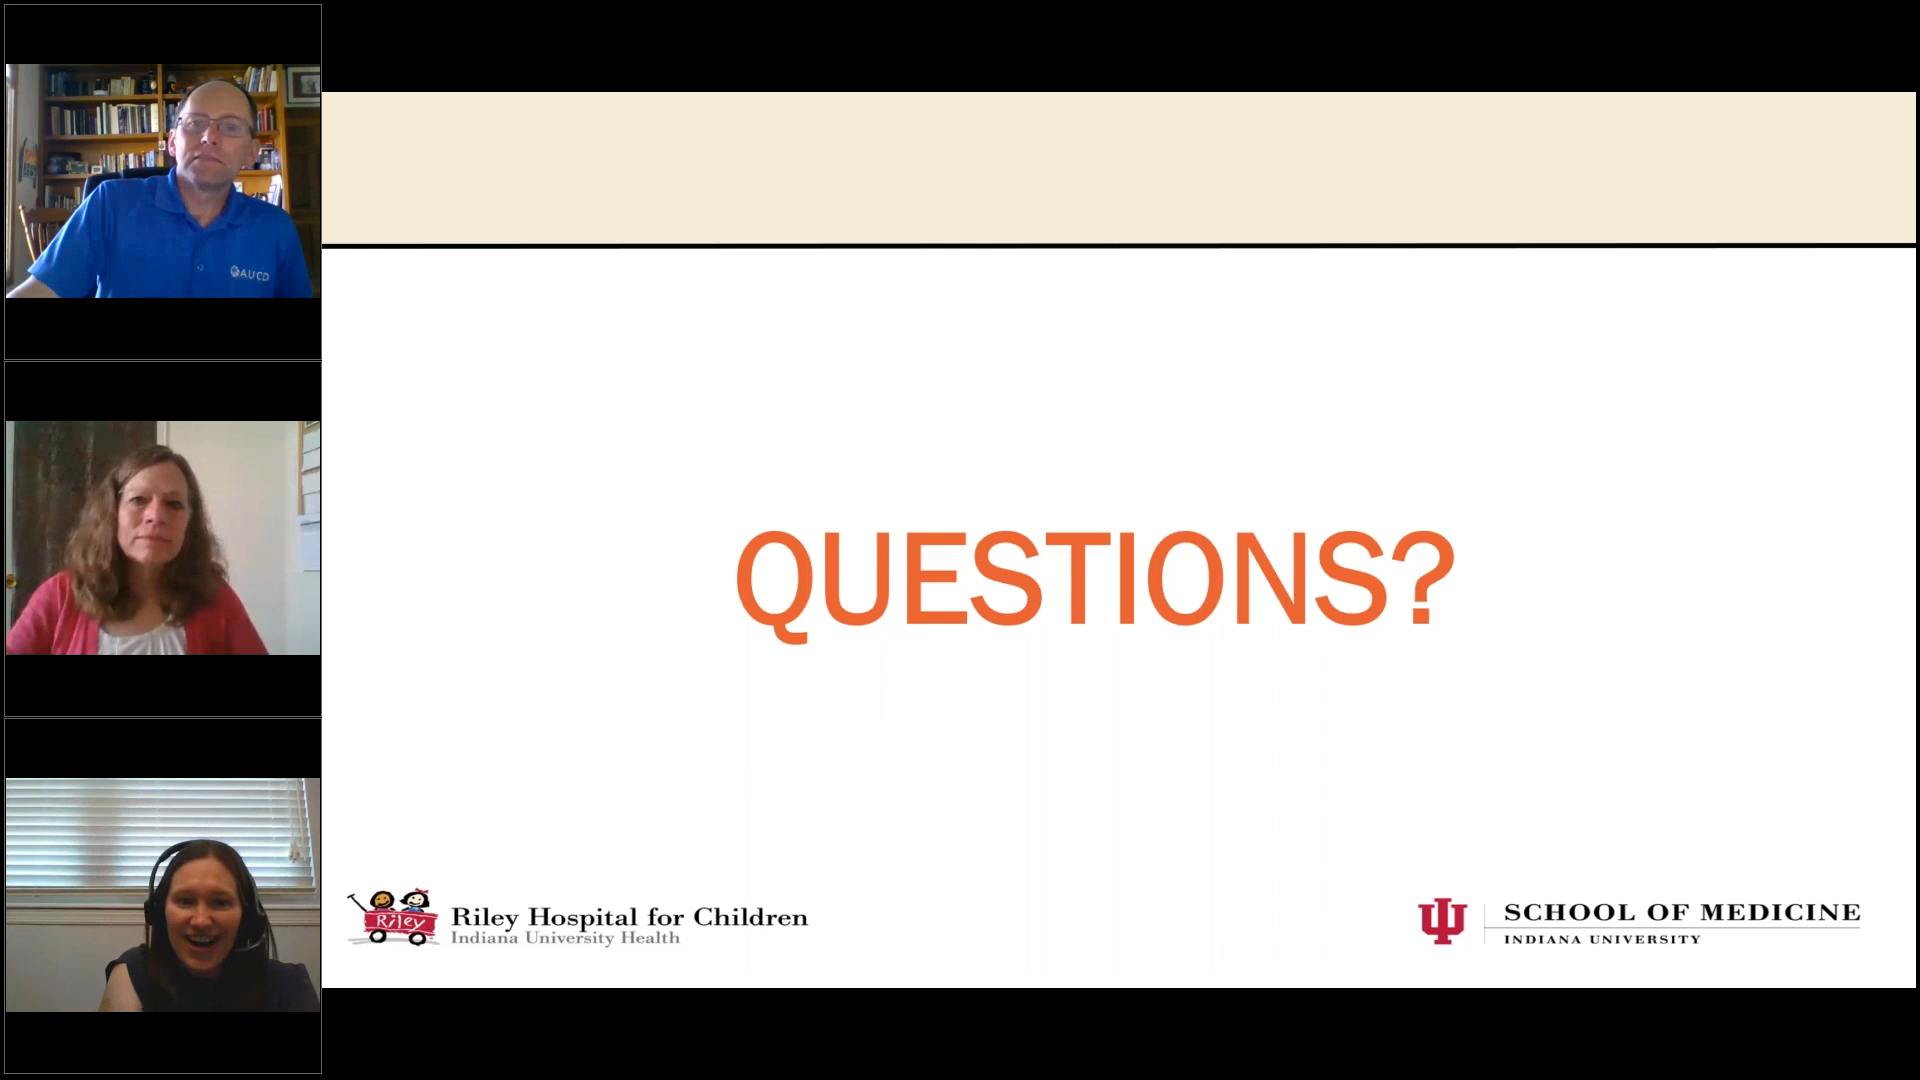 AUCD
QUESTIONS?
Riley
Riley Hospital for Children
Indiana University Health
SCHOOL OF MEDICINE
INDIANA UNIVERSITY